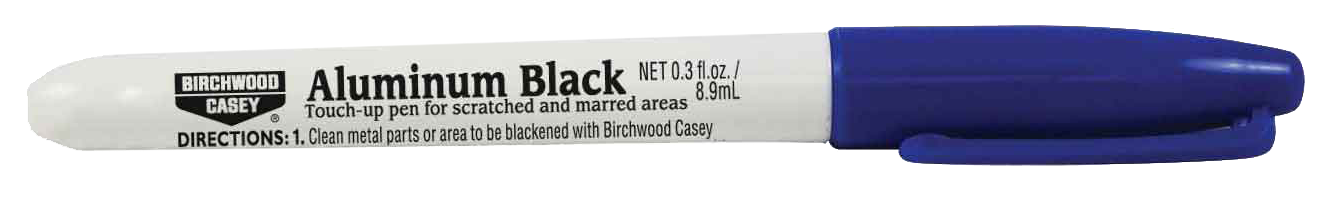 BIRCHWOOD
CASEY
®
Aluminum Black
Touch-up pen for scratched and marred areas
NET 0.3 fl.oz. /
8.9mL
DIRECTIONS: 1. Clean metal parts or area to be blackened with Birchwood Casey